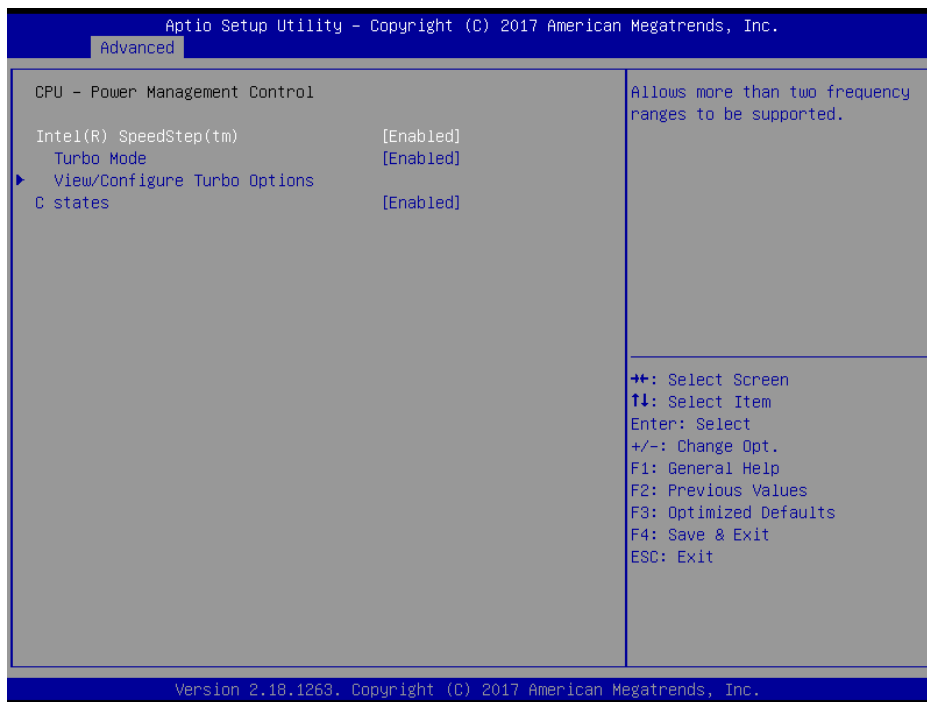 Aptio Setup Utility – Copyright (C) 2017 American Megatrends, Inc.
Advanced
CPU – Power Management Control
Intel(R) SpeedStep(tm) [Enabled]
Turbo Mode [Enabled]
View/Configure Turbo Options
C states [Enabled]
Allows more than two frequency
ranges to be supported.
→←: Select Screen
↑↓: Select Item
Enter: Select
+/-: Change Opt.
F1: General Help
F2: Previous Values
F3: Optimized Defaults
F4: Save & Exit
ESC: Exit
Version 2.18.1263. Copyright (C) 2017 American Megatrends, Inc.